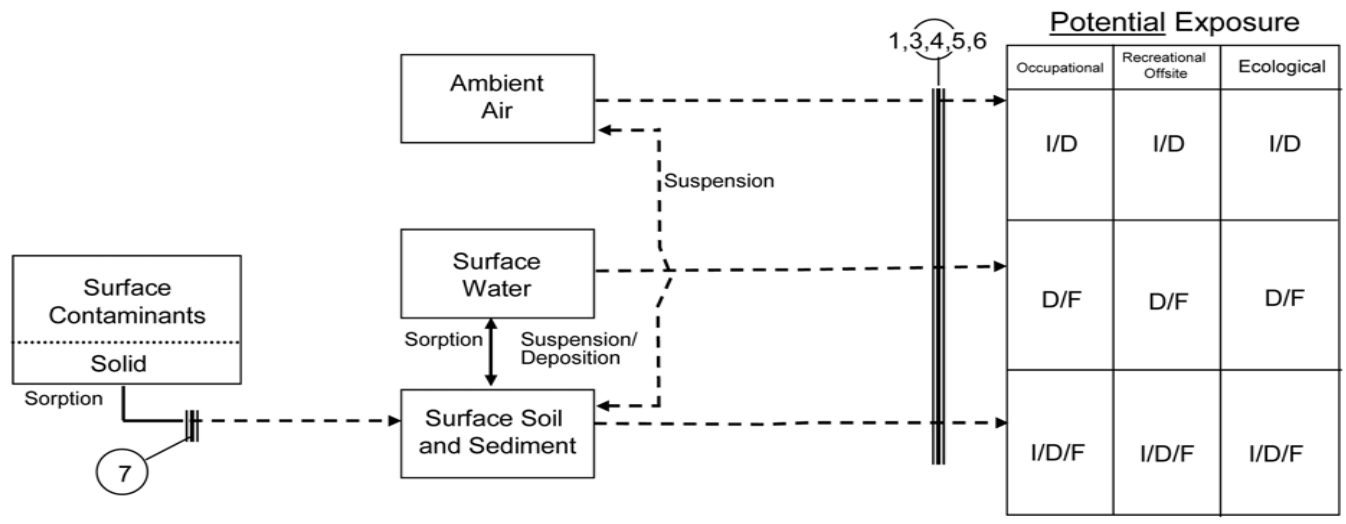 Potential Exposure
1,3,4,5,6
Occupational
Recreational
Offsite
Ecological
Ambient
Air
I/D
I/D
I/D
Suspension
Surface
Water
D/F
D/F
D/F
Surface
Contaminants
Solid
Sorption
Sorption
Suspension/
Deposition
Surface Soil
and Sediment
I/D/F
I/D/F
I/D/F
7